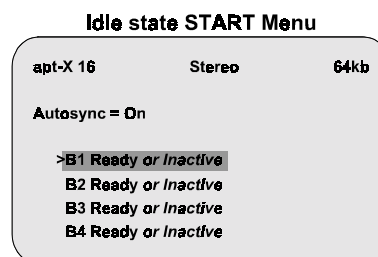 Idle state START Menu
apt-X 16 Stereo 64kb
Autosync = On
>B1 Ready or Inactive
B2 Ready or Inactive
B3 Ready or Inactive
B4 Ready or Inactive